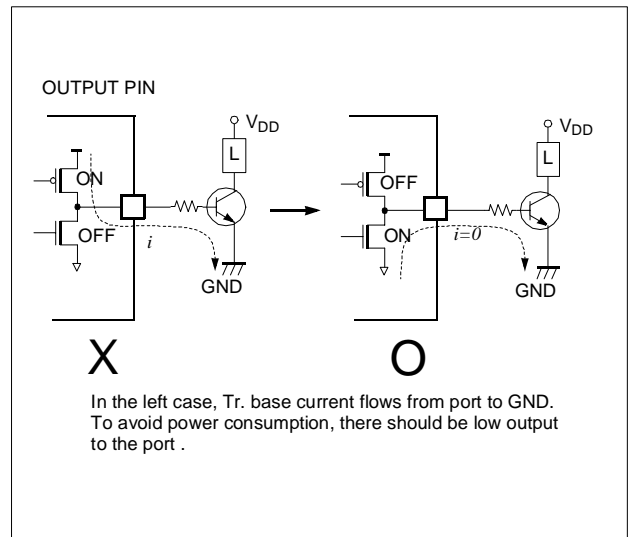 OUTPUT PIN
VDD
L
ON
OFF
i
GND
X
VDD
L
OFF
ON
i=0
GND
O
In the left case, Tr. base current flows from port to GND.
To avoid power consumption, there should be low output
to the port .